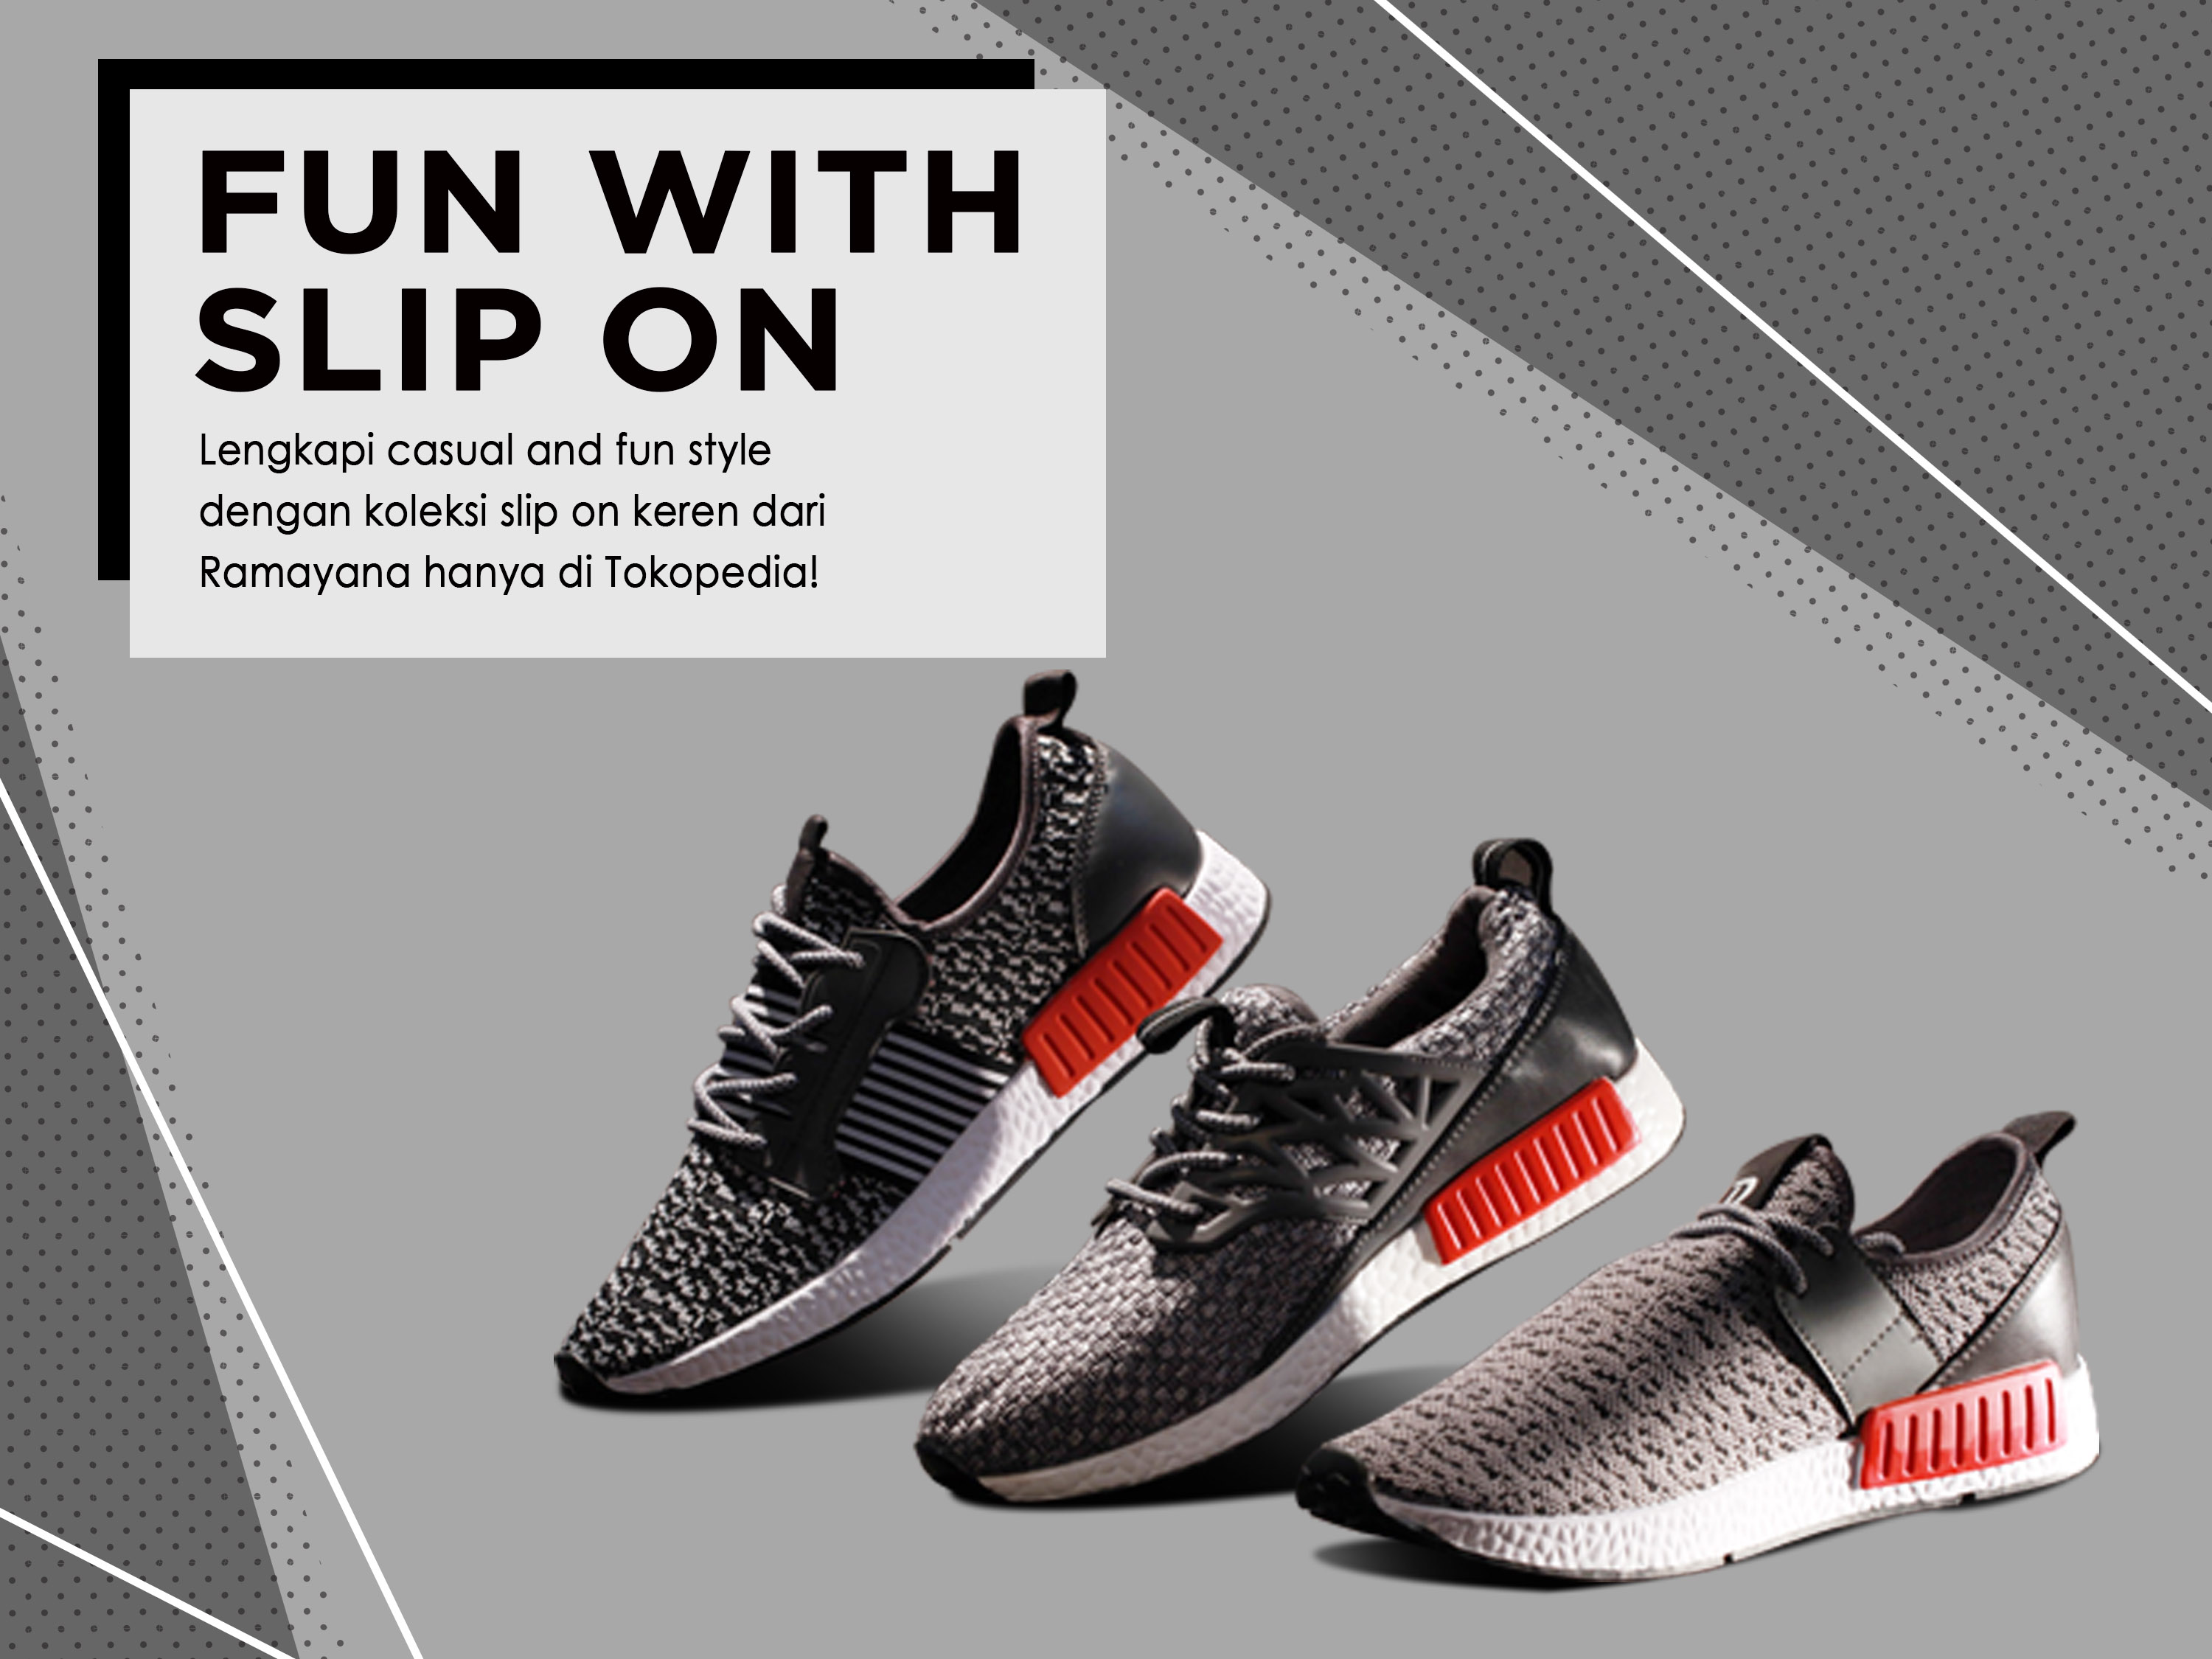 FUN WITH
SLIP ON
Lengkapi casual and fun style
dengan koleksi slip on keren dari
Ramayana hanya di Tokopedia!